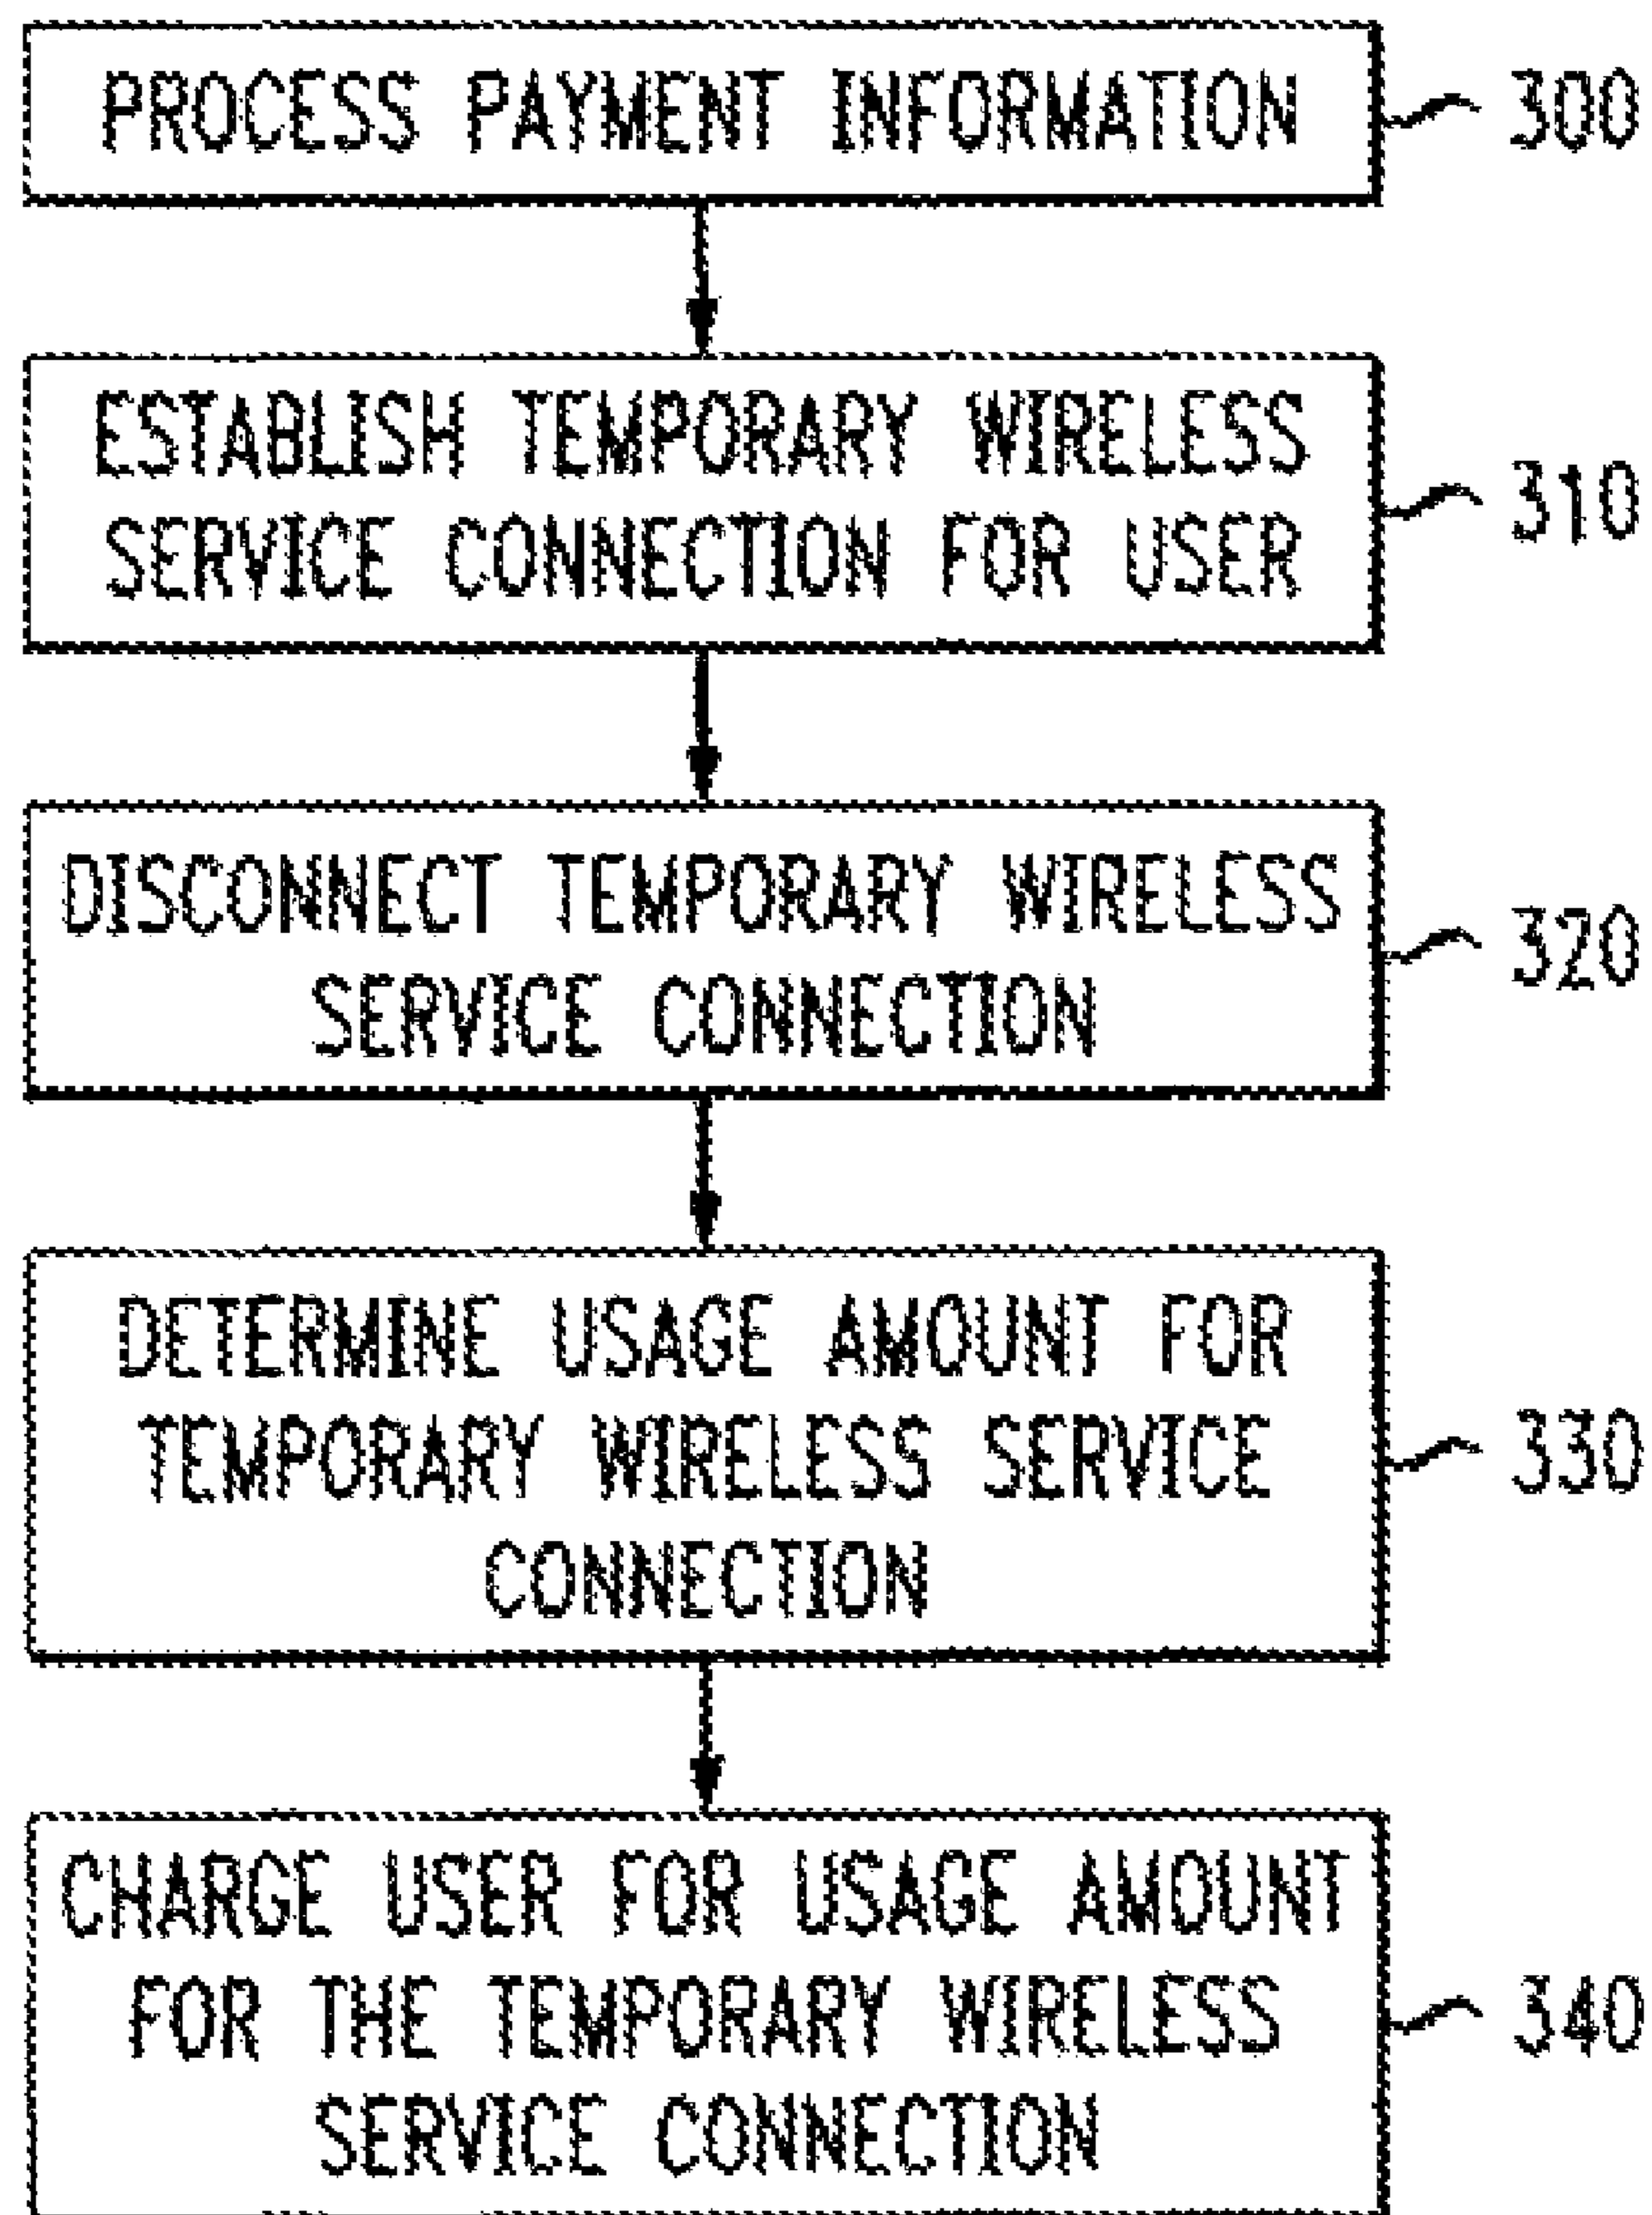 PROCESS PAYMENT INFORMATION
300
ESTABLISH TEMPORARY WIRELESS
SERVICE CONNECTION FOR USER
310
DISCONNECT TEMPORARY WIRELESS
SERVICE CONNECTION
320
DETERMINE USAGE AMOUNT FOR
TEMPORARY WIRELESS SERVICE
CONNECTION
330
CHARGE USER FOR USAGE AMOUNT
FOR THE TEMPORARY WIRELESS
SERVICE CONNECTION
340